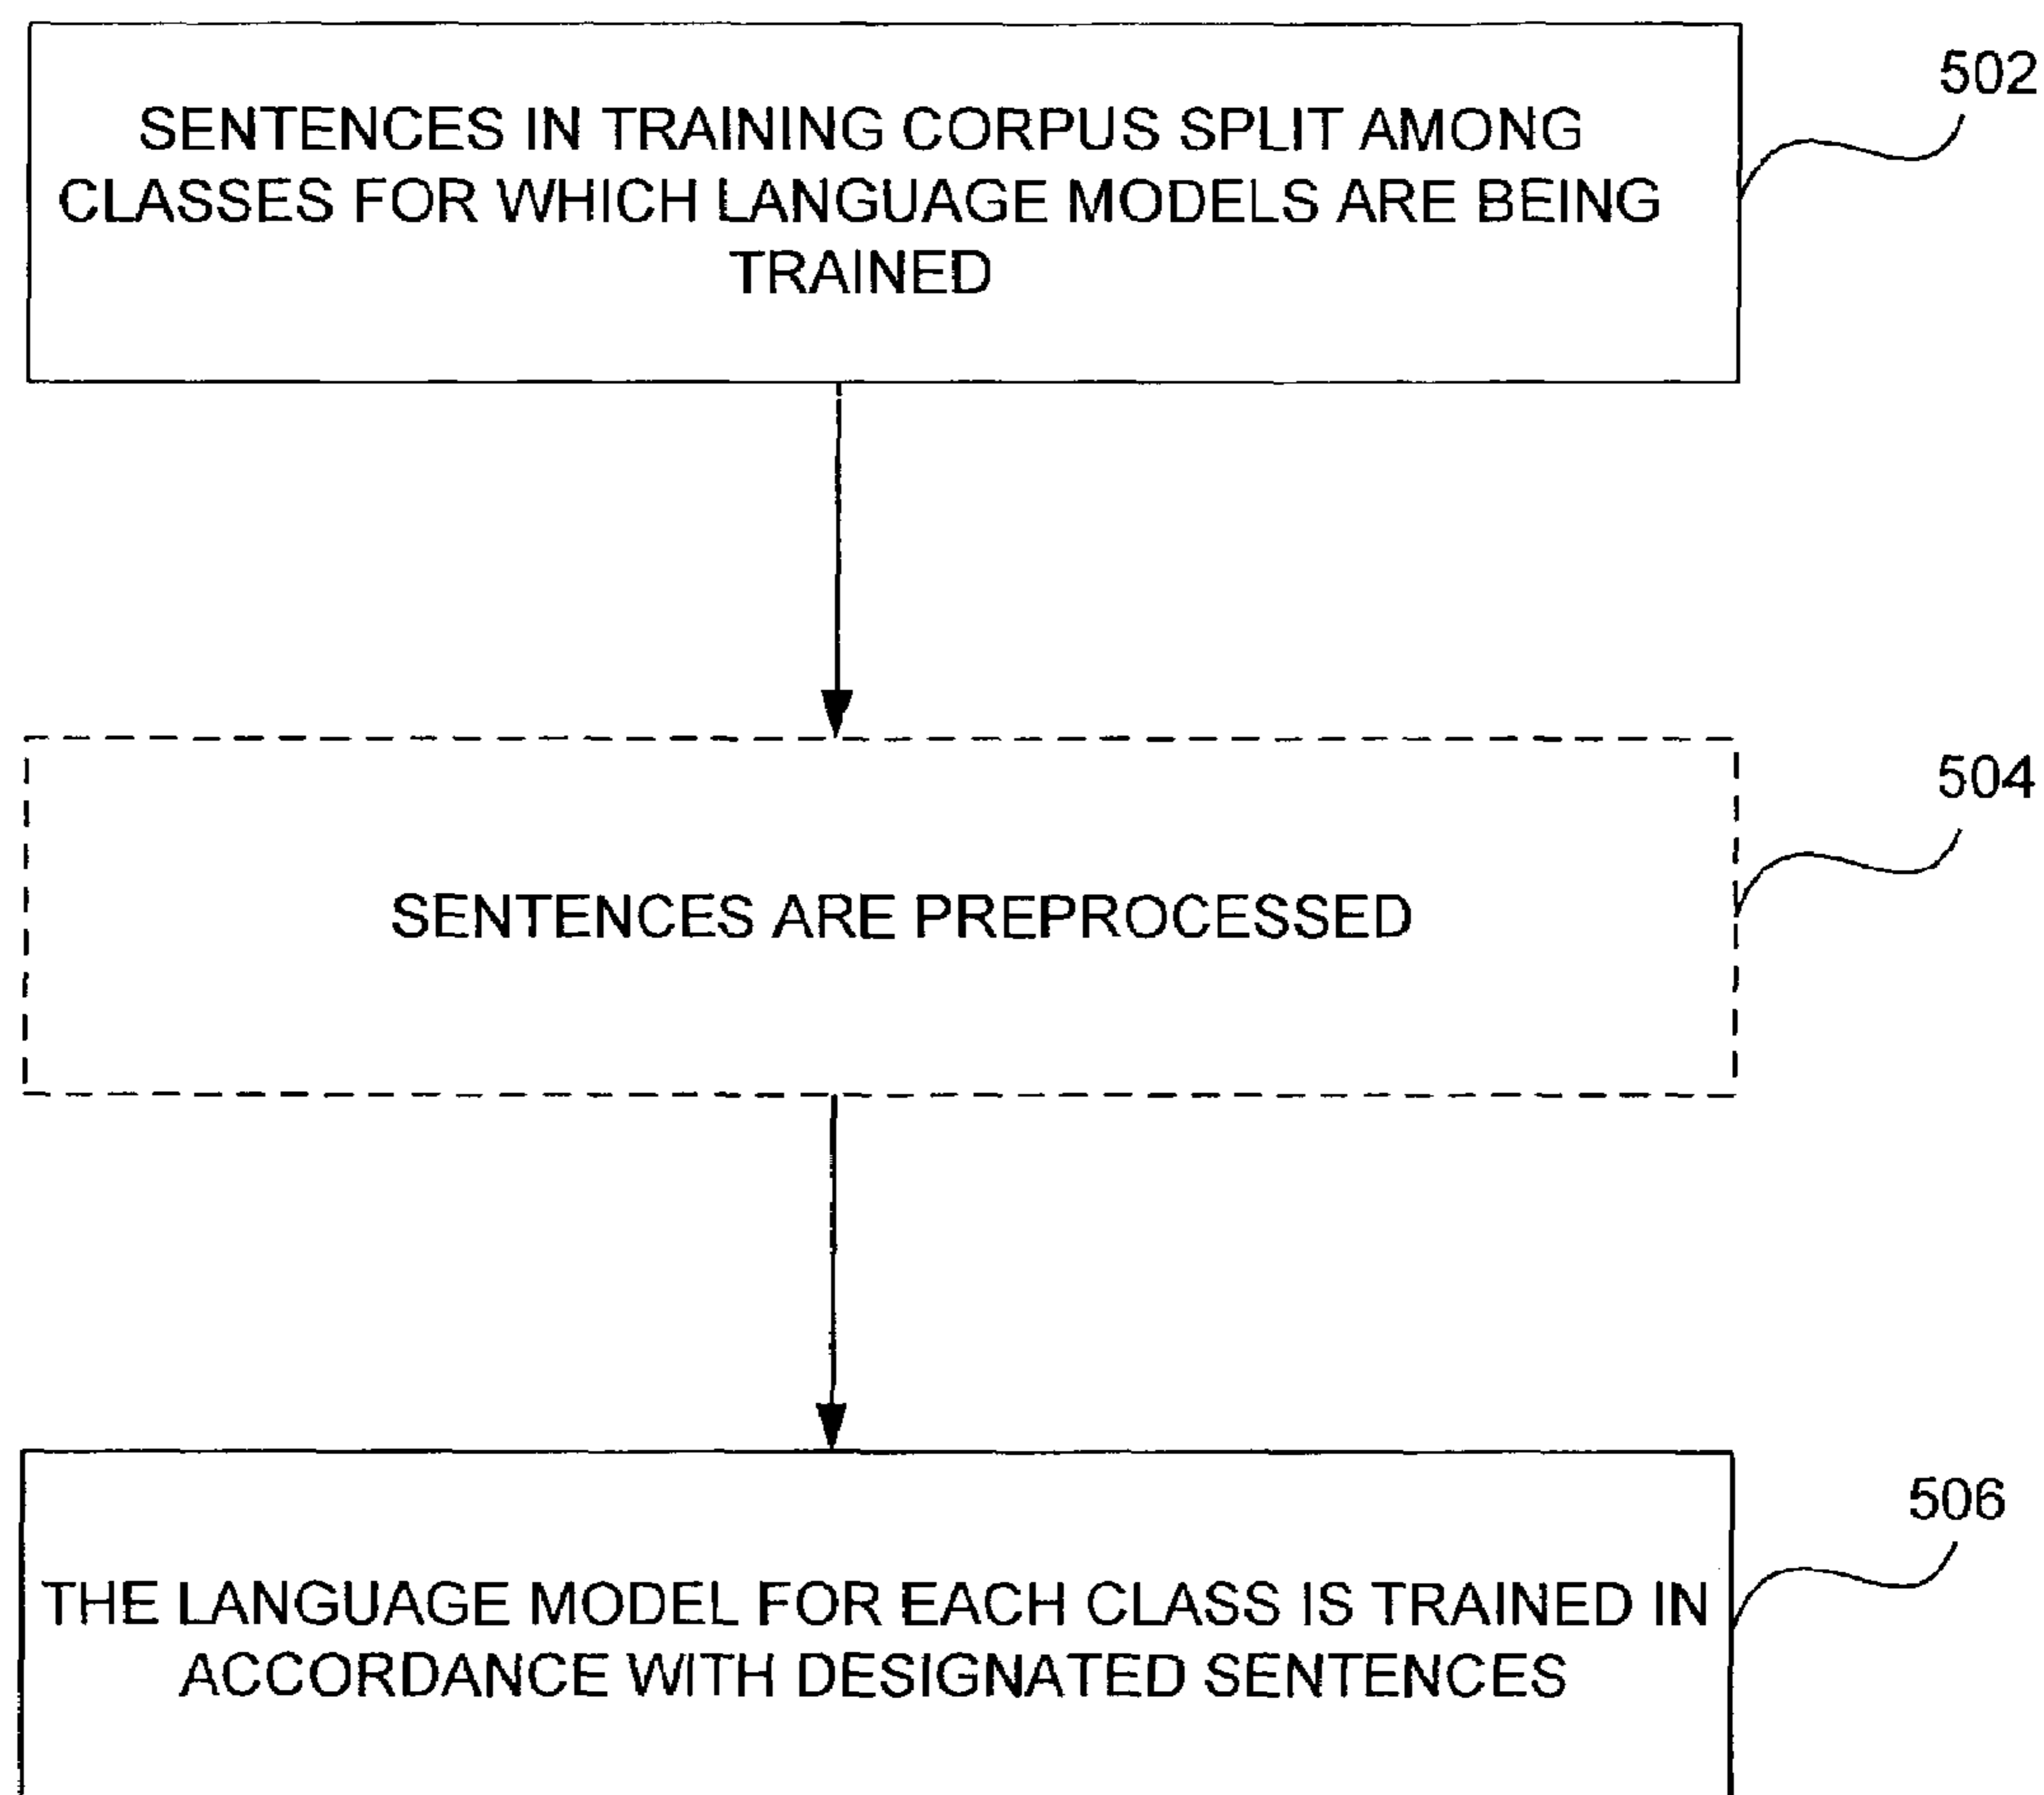 SENTENCES IN TRAINING CORPUS SPLIT AMONG
CLASSES FOR WHICH LANGUAGE MODELS ARE BEING
TRAINED
502
SENTENCES ARE PREPROCESSED
504
THE LANGUAGE MODEL FOR EACH CLASS IS TRAINED IN
ACCORDANCE WITH DESIGNATED SENTENCES
506